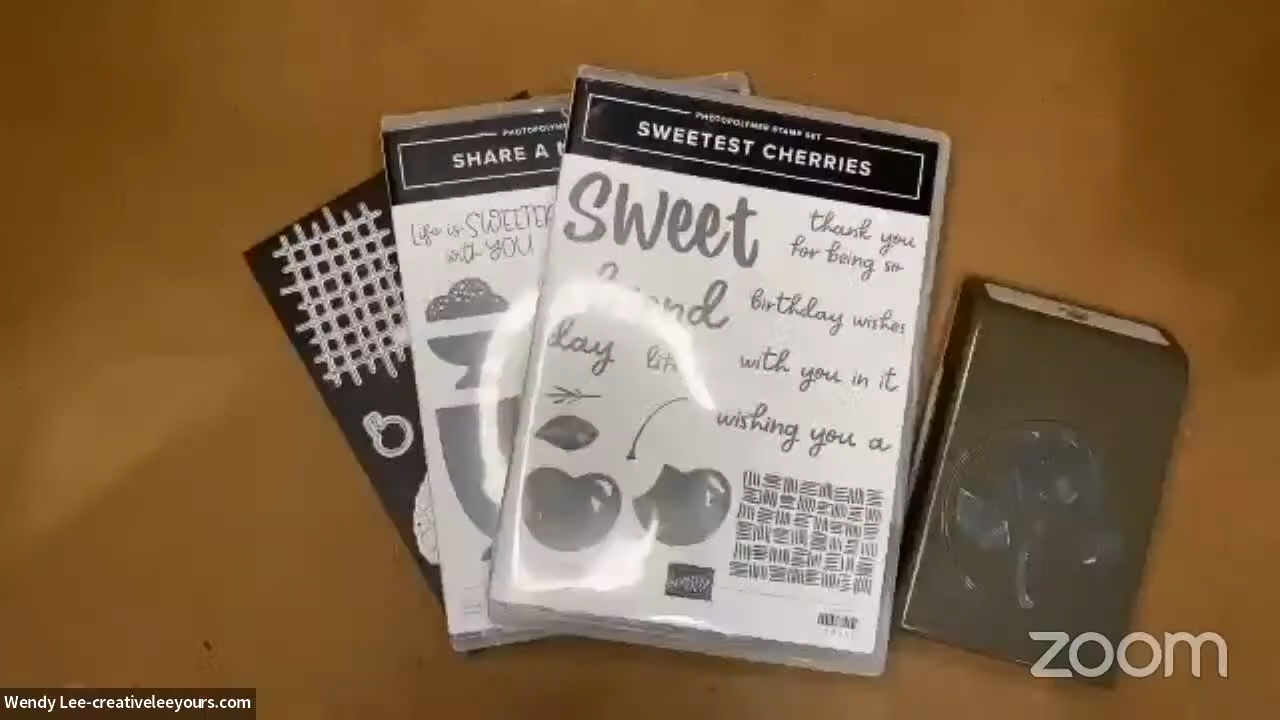 PHOTOPOLYMER STAMP SET
SWEETEST CHERRIES
SHARE A
Life is SWEETER
with YOU
Sweet
thank you
for being so
friend
birthday wishes
day
with you in it
wishing you a
zoom
Wendy Lee-creativeleeyours.com